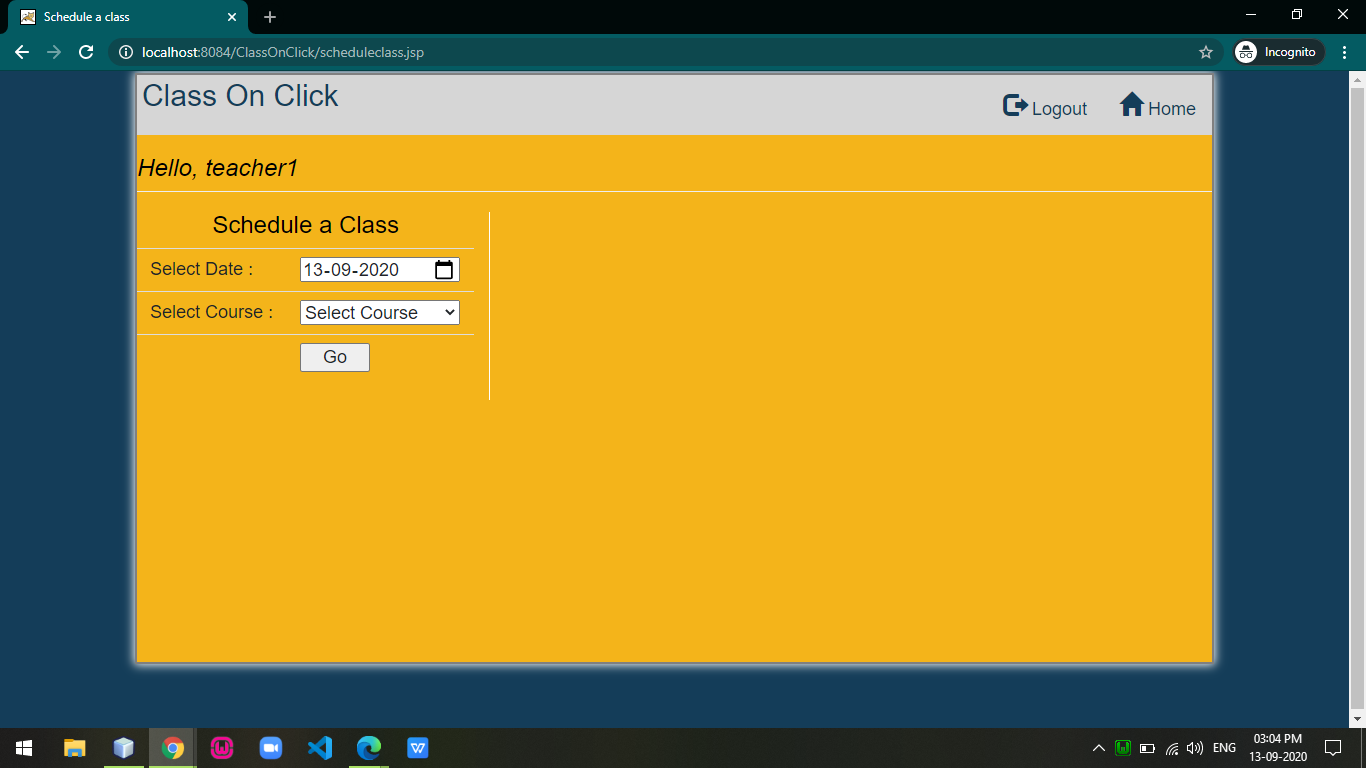 Schedule a class
localhost:8084/ClassOnClick/scheduleclass.jsp
Incognito
Class On Click
Logout
Home
Hello, teacher1
Schedule a Class
Select Date :
13-09-2020
Select Course :
Select Course
Go
ENG
03:04 PM
13-09-2020